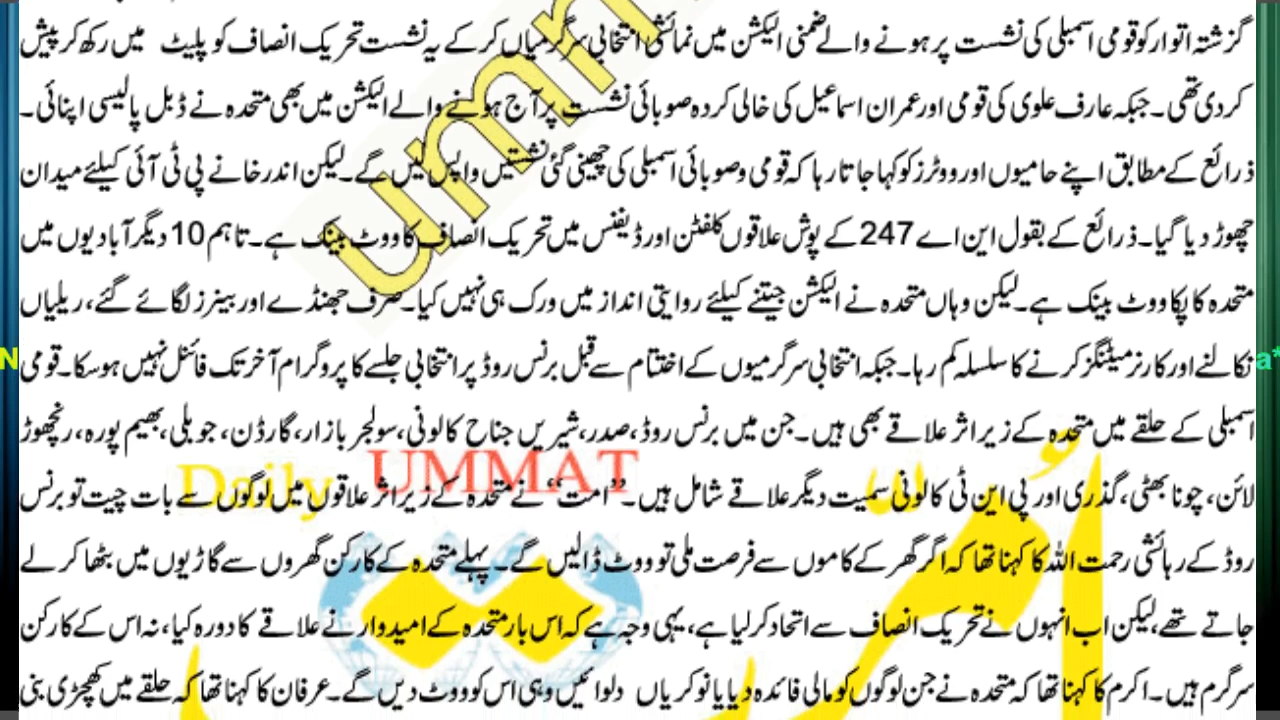 گزشتہ اتوار کو قومی اسمبلی کی نشست پر ہونے والے ضمنی الیکشن میں نمائشی انتخابی سرگرمیاں کر کے یہ نشست تحریک انصاف کو پلیٹ میں رکھ کر پیش
کر دی تھی۔ جبکہ عارف علوی کی قومی اور عمران اسماعیل کی خالی کردہ صوبائی نشست پر آج ہونے والے الیکشن میں بھی متحدہ نے ڈبل پالیسی اپنائی۔
ذرائع کے مطابق اپنے حامیوں اور ووٹرز کو کہا جاتا رہا کہ قومی و صوبائی اسمبلی کی چھینی گئی نشستیں واپس لیں گے۔ لیکن اندر خانے پی ٹی آئی کیلئے میدان
چھوڑ دیا گیا۔ ذرائع کے بقول این اے 247 کے پوش علاقوں کلفٹن اور ڈیفنس میں تحریک انصاف کا ووٹ بینک ہے۔ تاہم 10 دیگر آبادیوں میں
متحدہ کا پکا ووٹ بینک ہے۔ لیکن وہاں متحدہ نے الیکشن جیتنے کیلئے روایتی انداز میں ورک ہی نہیں کیا۔ صرف جھنڈے اور بینرز لگائے گئے، ریلیاں
نکالنے اور کارنر میٹنگز کرنے کا سلسلہ کم رہا۔ جبکہ انتخابی سرگرمیوں کے اختتام سے قبل برنس روڈ پر انتخابی جلسے کا پروگرام آخر تک فائنل نہیں ہوسکا۔ قومی
اسمبلی کے حلقے میں متحدہ کے زیر اثر علاقے بھی ہیں۔ جن میں برنس روڈ، صدر، شیریں جناح کالونی، سولجر بازار، گارڈن، جوبلی، بھیم پورہ، رنچھوڑ
لائن، چونا بھٹی، گذری اور پی این ٹی کالونی سمیت دیگر علاقے شامل ہیں۔ ”امت“ نے متحدہ کے زیر اثر علاقوں میں لوگوں سے بات چیت تو برنس
روڈ کے رہائشی رحمت اللہ کا کہنا تھا کہ اگر گھر کے کاموں سے فرصت ملی تو ووٹ ڈالیں گے۔ پہلے متحدہ کے کارکن گھروں سے گاڑیوں میں بٹھا کر لے
جاتے تھے، لیکن اب انہوں نے تحریک انصاف سے اتحاد کر لیا ہے، یہی وجہ ہے کہ اس بار متحدہ کے امیدوار نے علاقے کا دورہ کیا، نہ اس کے کارکن
سرگرم ہیں۔ اکرم کا کہنا تھا کہ متحدہ نے جن لوگوں کو مالی فائدہ دیا یا نوکریاں دلوائیں وہی اس کو ووٹ دیں گے۔ عرفان کا کہنا تھا کہ حلقے میں کھچڑی بنی
Daily UMMAT
امت